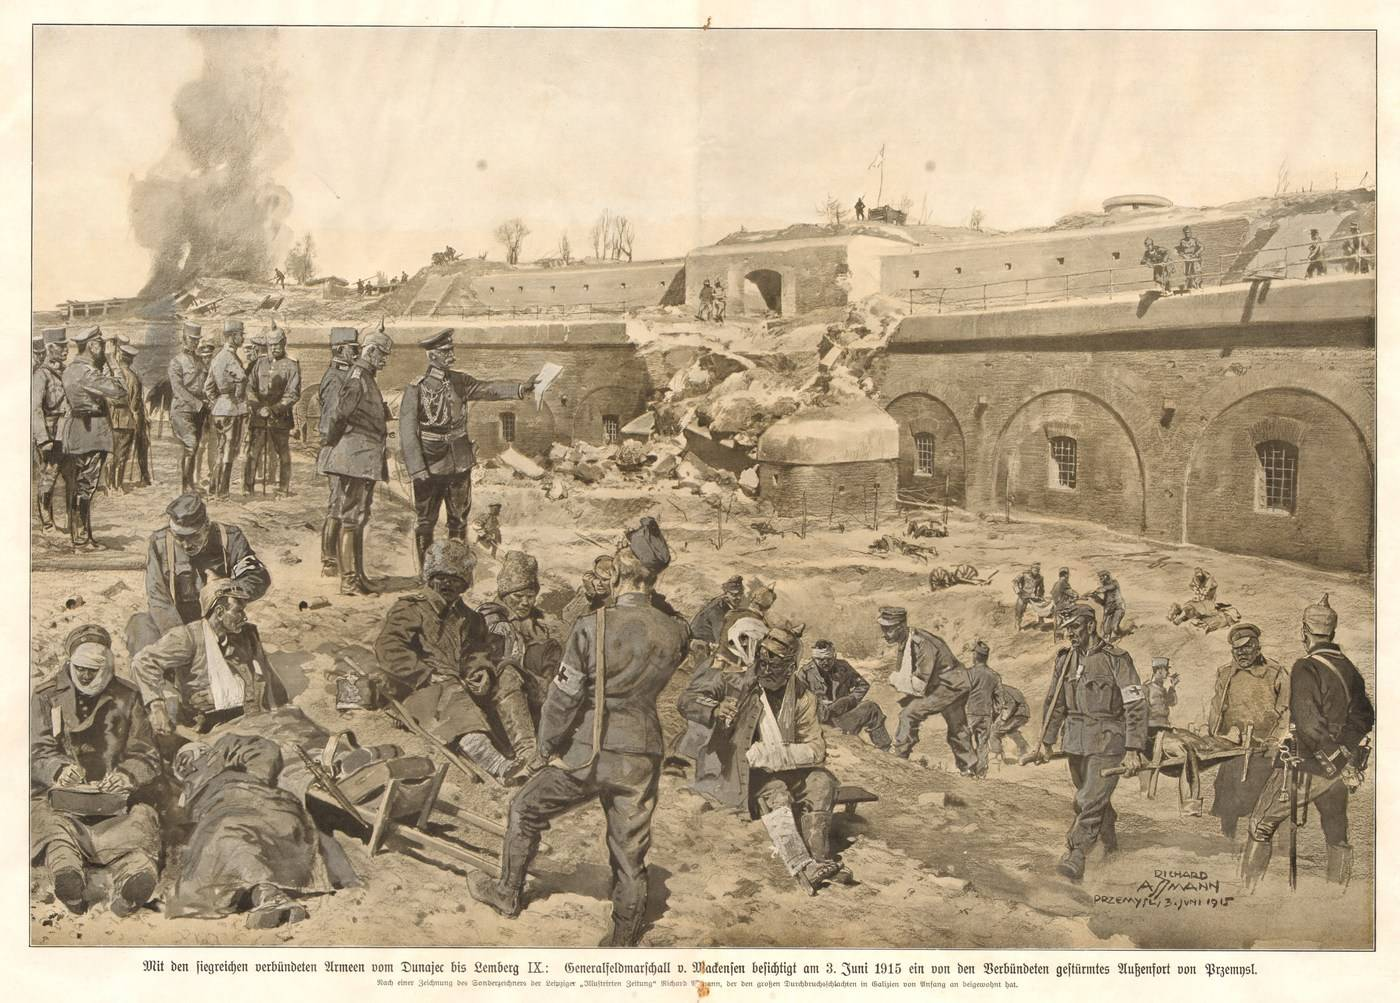 RICHARD
ASSMANN
PRZEMYSL, 3. JUNI 1915
Mit den siegreichen verbündeten Armeen vom Dunajec bis Lemberg IX.: Generalfeldmarschall v. Mackensen besichtigt am 3. Juni 1915 ein von den Verbündeten gestürmtes Außenfort von Przemysl.
Nach einer Zeichnung des Sonderzeichners der Leipziger „Illustrirten Zeitung“ Richard Aßmann, der den großen Durchbruchsschlachten in Galizien von Anfang an beigewohnt hat.